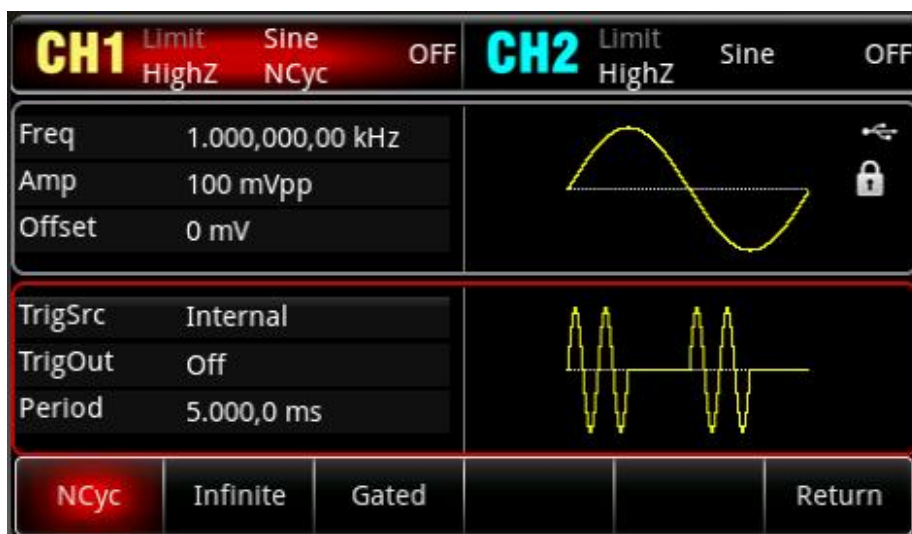 CH1 Limit Sine OFF CH2 Limit Sine OFF
HighZ NCyc HighZ
Freq 1.000,000,00 kHz
Amp 100 mVpp
Offset 0 mV
TrigSrc Internal
TrigOut Off
Period 5.000,0 ms
NCyc Infinite Gated Return